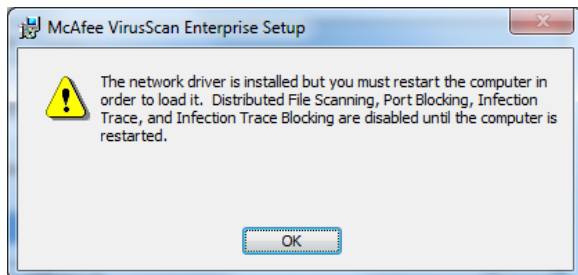 McAfee VirusScan Enterprise Setup
The network driver is installed but you must restart the computer in
order to load it. Distributed File Scanning, Port Blocking, Infection
Trace, and Infection Trace Blocking are disabled until the computer is
restarted.
OK